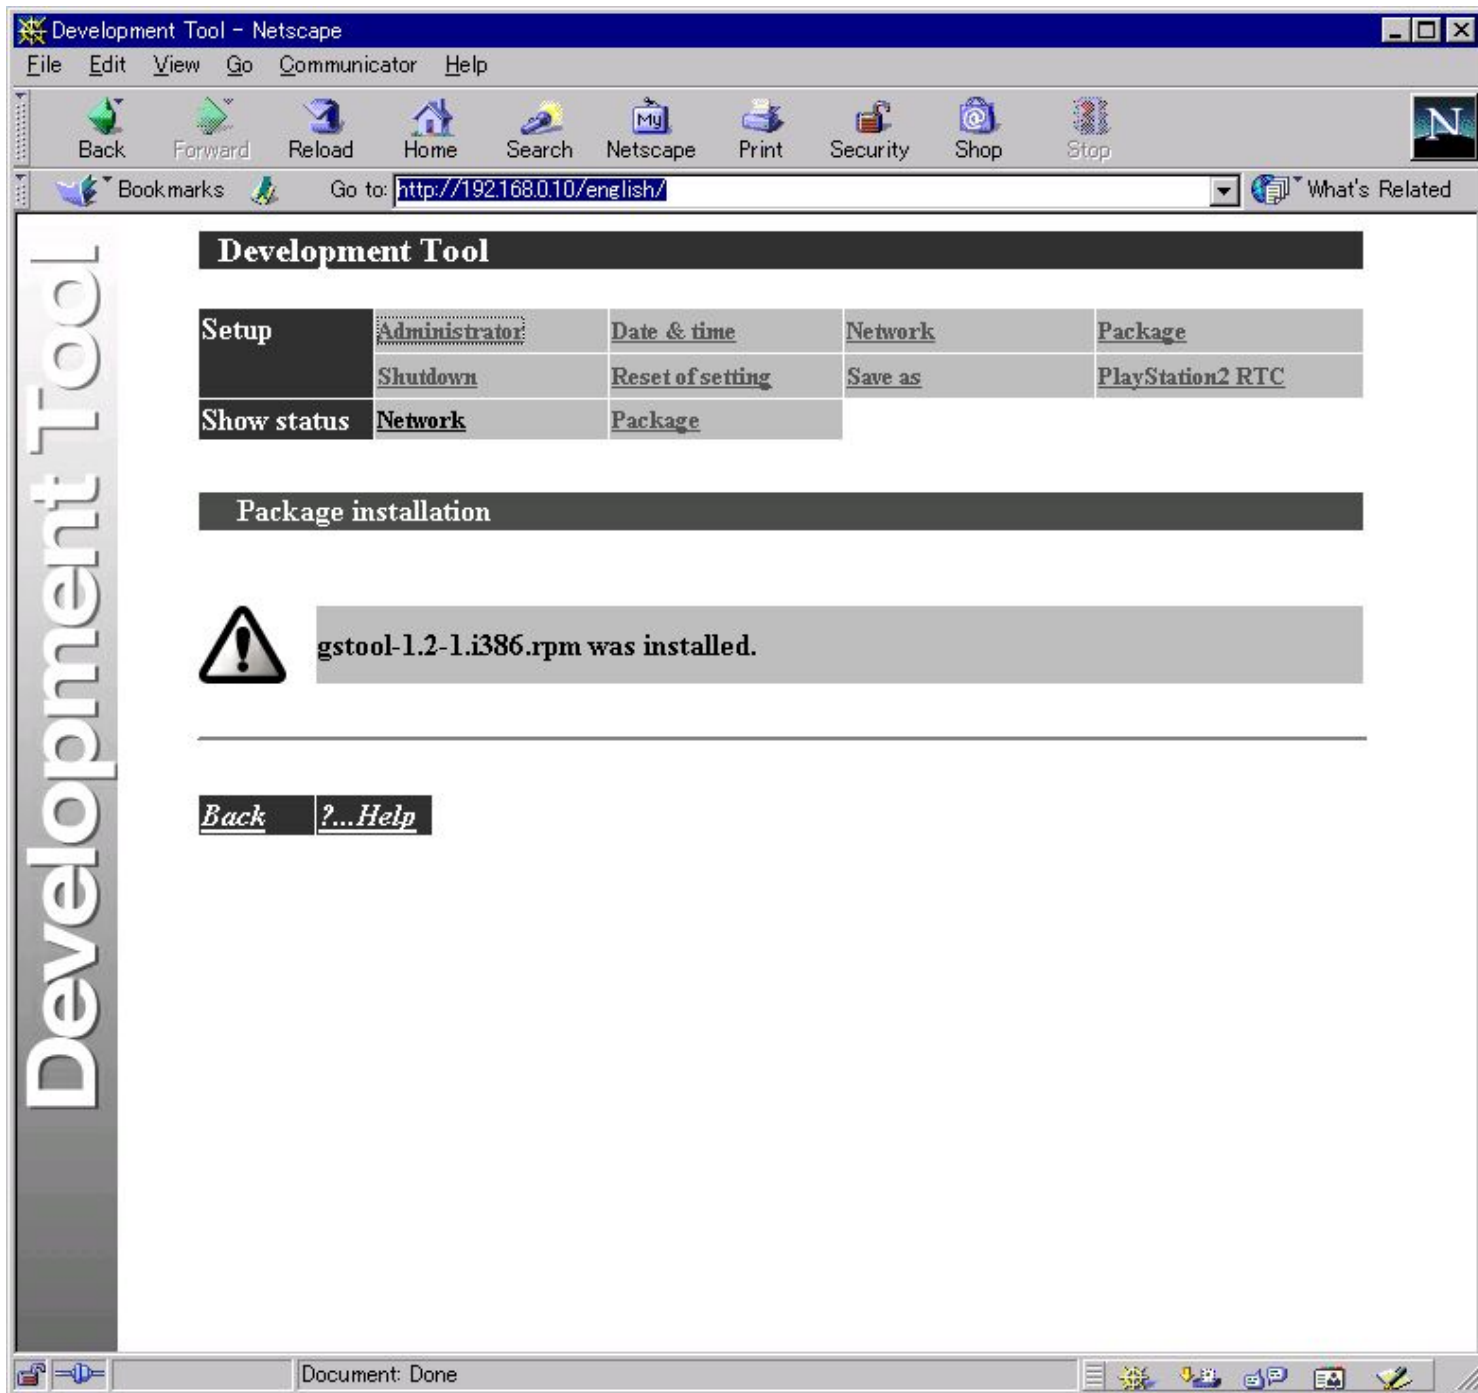 Development Tool - Netscape
File Edit View Go Communicator Help
My N
Back Forward Reload Home Search Netscape Print Security Shop Stop
Bookmarks Go to: http://192.168.0.10/english/ What's Related
Development Tool
Development Tool
Setup Administrator Date & time Network Package
Shutdown Reset of setting Save as PlayStation2 RTC
Show status Network Package
Package installation
gstool-1.2-1.i386.rpm was installed.
Back ?...Help
Document: Done